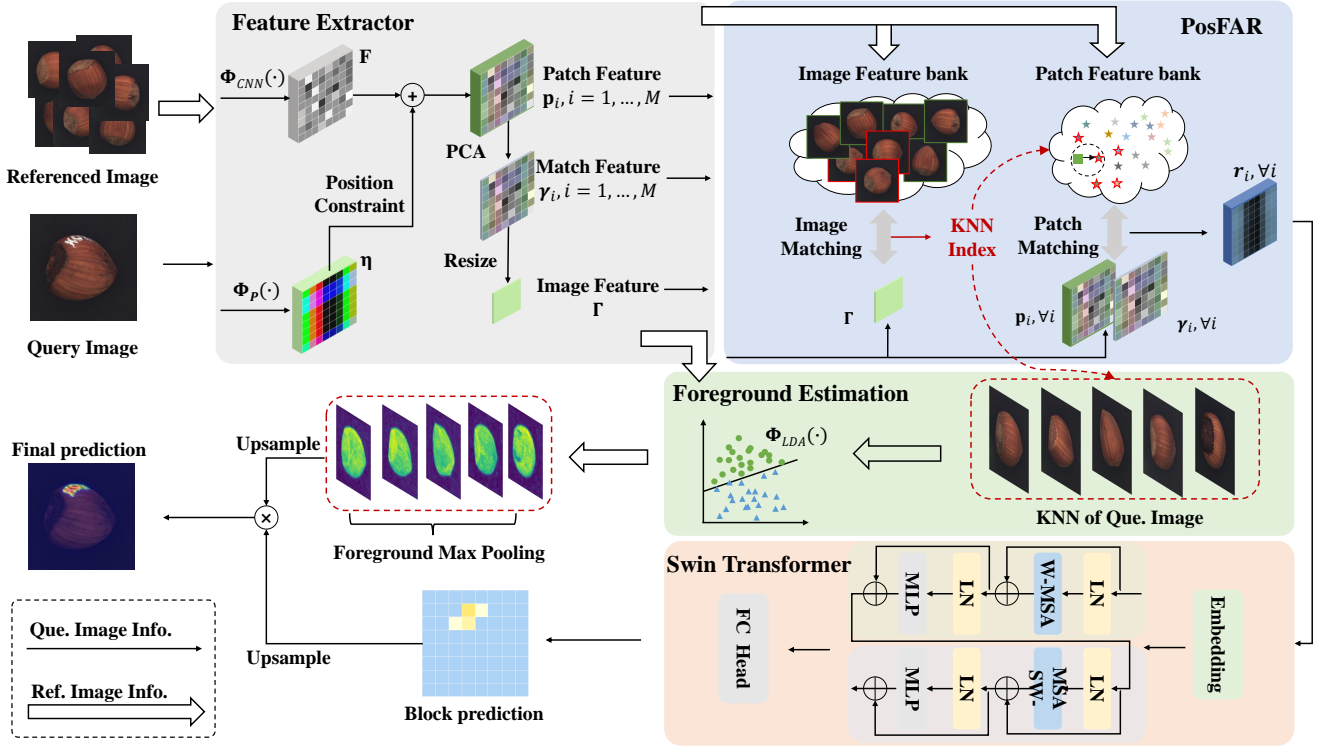 Feature Extractor
PosFAR
Referenced Image
Query Image
Φ_CNN(·)
F
Φ_P(·)
η
Position
Constraint
+
PCA
Resize
Patch Feature
p_i, i = 1, …, M
Match Feature
γ_i, i = 1, …, M
Image Feature
Γ
Image Feature bank
Patch Feature bank
Image
Matching
KNN
Index
Patch
Matching
r_i, ∀i
Γ
p_i, ∀i
γ_i, ∀i
Foreground Estimation
Φ_LDA(·)
KNN of Que. Image
Upsample
Foreground Max Pooling
Final prediction
×
Upsample
Block prediction
Que. Image Info.
Ref. Image Info.
Swin Transformer
FC Head
MLP
LN
W-MSA
LN
MLP
LN
SW-
MSA
LN
Embedding